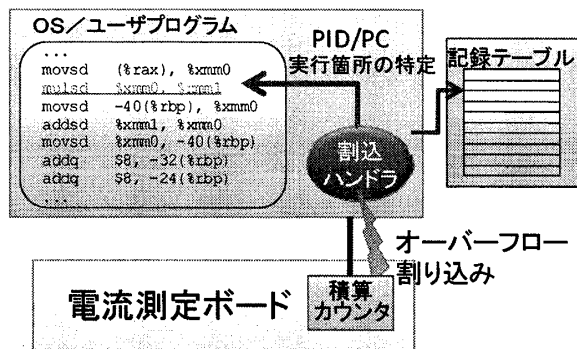 OS／ユーザプログラム
...
movsd (%rax), %xmm0
mulsd %xmm0, %xmm1
movsd -40(%rbp), %xmm0
addsd %xmm1, %xmm0
movsd %xmm0, -40(%rbp)
addq $8, -32(%rbp)
addq $8, -24(%rbp)
...
PID/PC
実行箇所の特定
記録テーブル
割込
ハンドラ
オーバーフロー
割り込み
電流測定ボード
積算
カウンタ